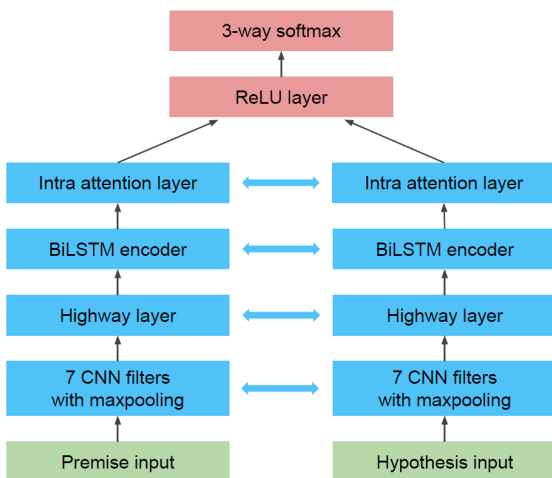 3-way softmax
ReLU layer
Intra attention layer
Intra attention layer
BiLSTM encoder
BiLSTM encoder
Highway layer
Highway layer
7 CNN filters
with maxpooling
7 CNN filters
with maxpooling
Premise input
Hypothesis input